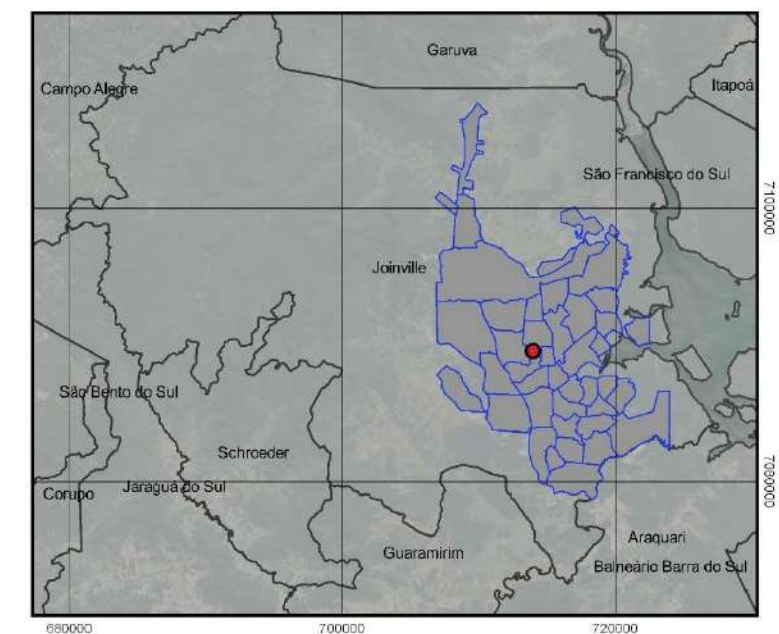 Garuva
Campo Alegre
Itapoá
São Francisco do Sul
7100000
Joinville
São Bento do Sul
Schroeder
7080000
Corupo
Jaraguá do Sul
Araquari
Guaramirim
Balneário Barra do Sul
680000
700000
720000